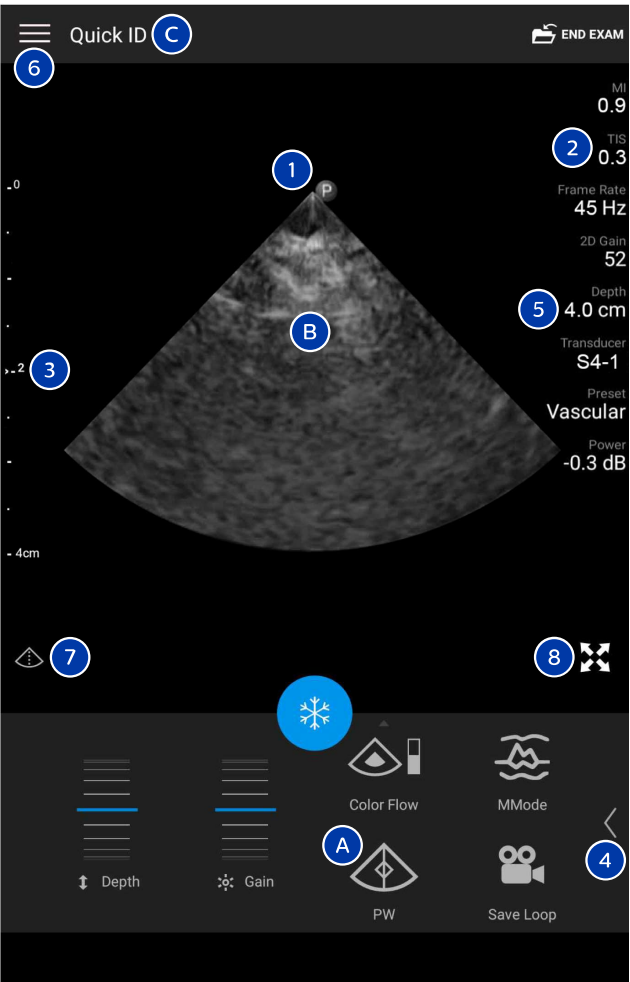 Quick ID C
END EXAM
6
MI
0.9
TIS
2 0.3
1
P
Frame Rate
45 Hz
2D Gain
52
Depth
5 4.0 cm
Transducer
S4-1
Preset
Vascular
Power
-0.3 dB
0
B
2 3
4cm
7
8
Color Flow
MMode
A
4
Depth
Gain
PW
Save Loop